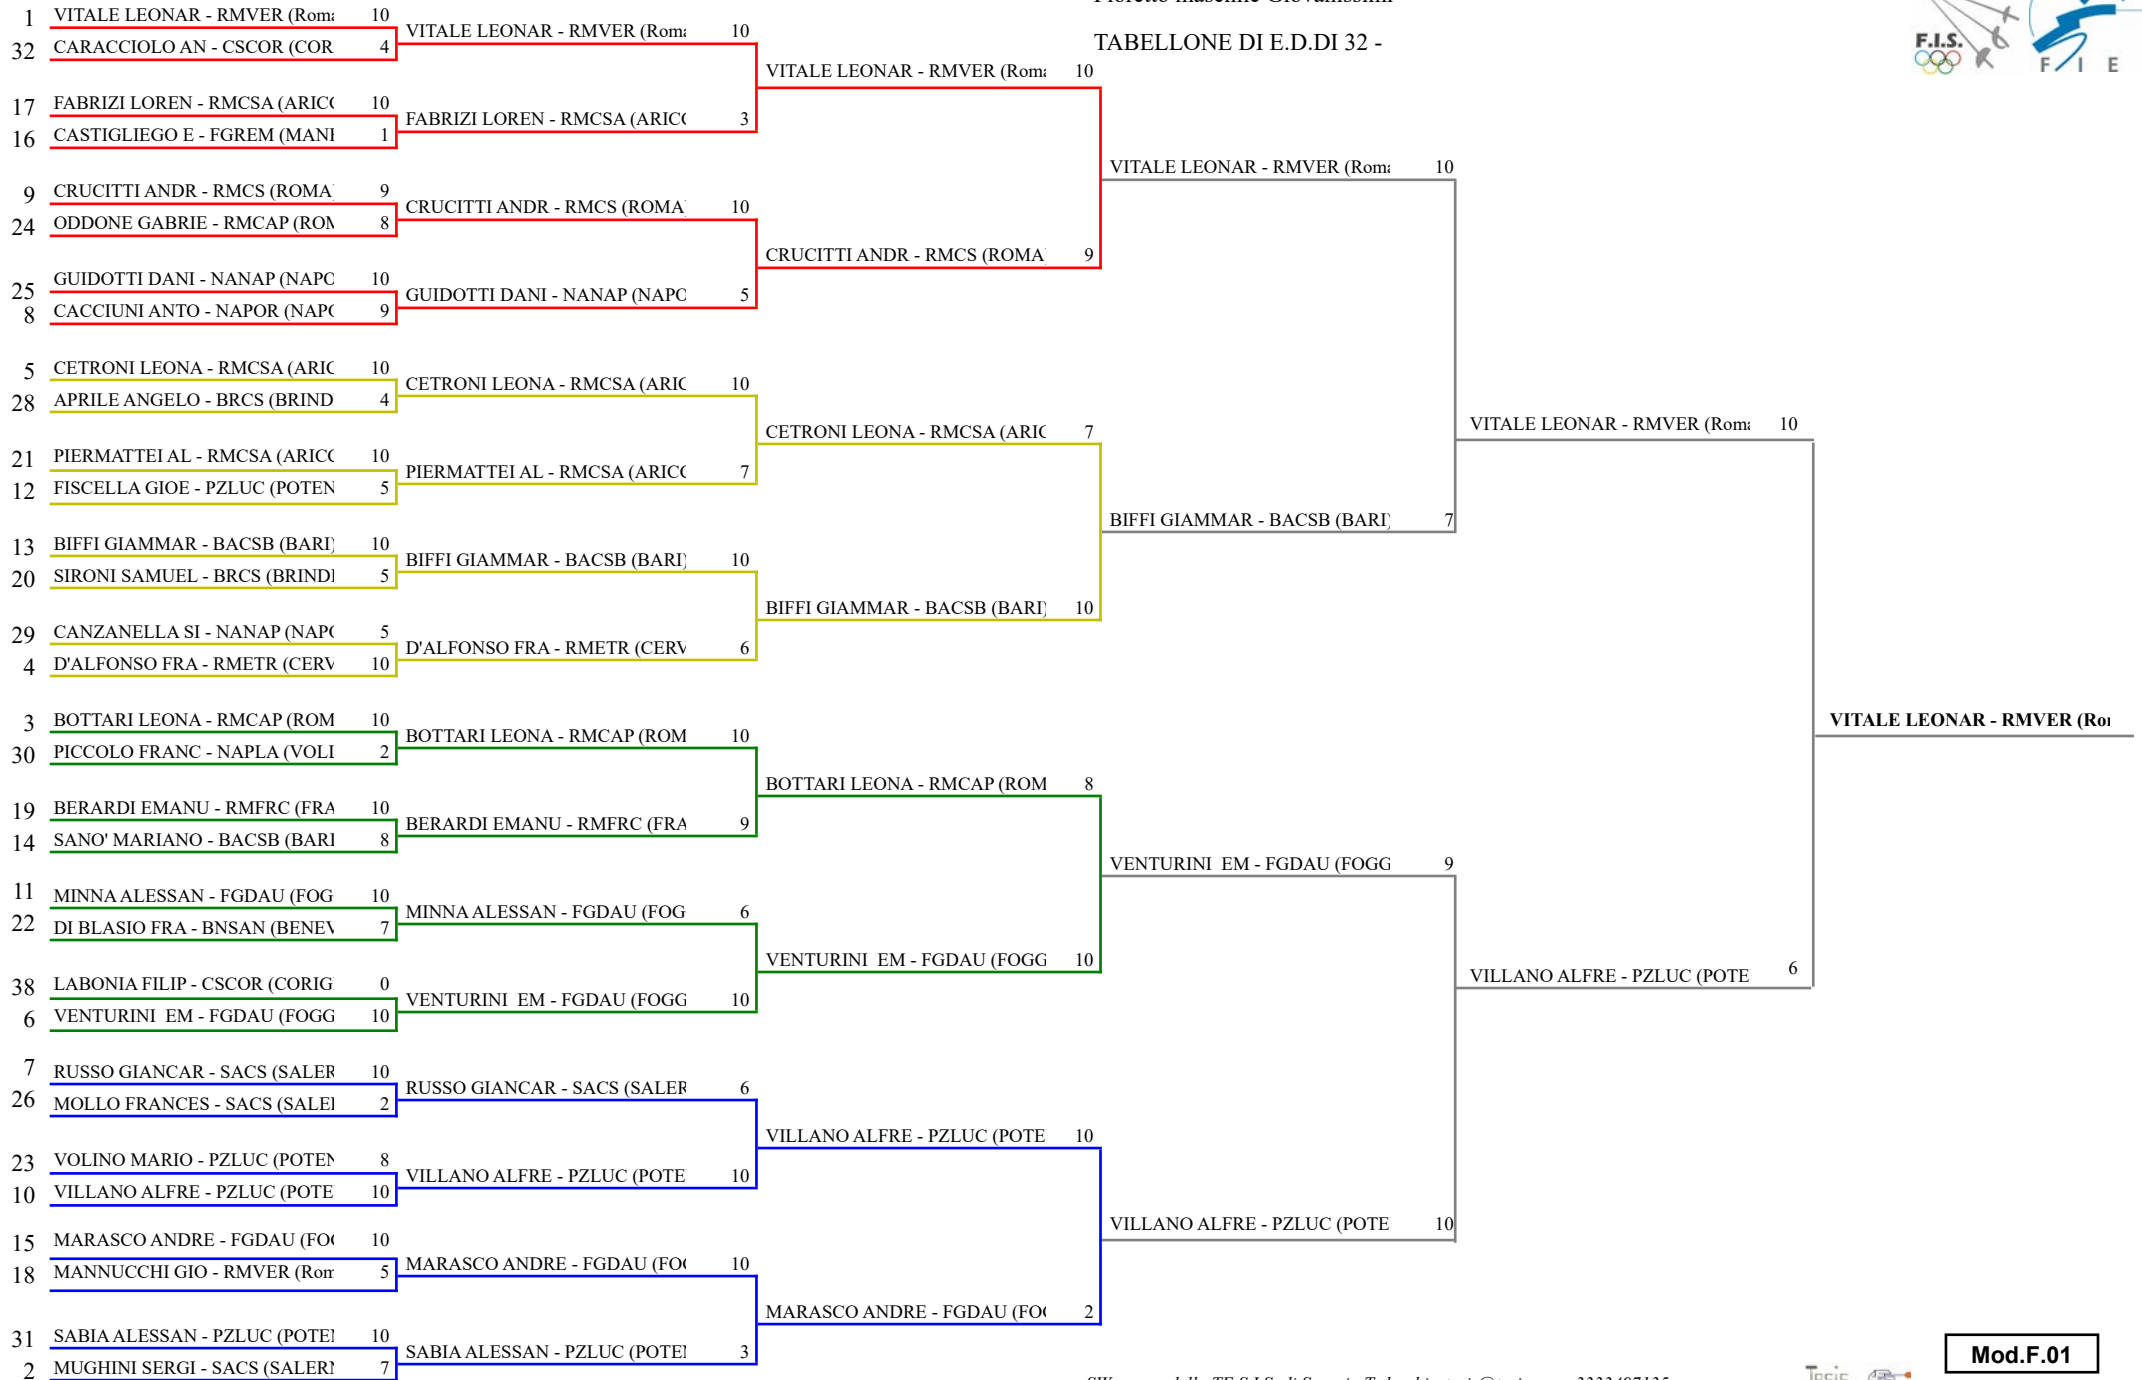 Fioretto maschile Giovanissimi
TABELLONE DI E.D.DI 32 -
F.I.S.
F I E
1 VITALE LEONAR - RMVER (Roma 10
32 CARACCIOLO AN - CSCOR (COR 4
17 FABRIZI LOREN - RMCSA (ARICC 10
16 CASTIGLIEGO E - FGREM (MANF 1
9 CRUCITTI ANDR - RMCS (ROMA) 9
24 ODDONE GABRIE - RMCAP (ROM 8
25 GUIDOTTI DANI - NANAP (NAPO 10
8 CACCIUNI ANTO - NAPOR (NAPO 9
5 CETRONI LEONA - RMCSA (ARIC 10
28 APRILE ANGELO - BRCS (BRIND 4
21 PIERMATTEI AL - RMCSA (ARICC 10
12 FISCELLA GIOE - PZLUC (POTEN 5
13 BIFFI GIAMMAR - BACSB (BARI) 10
20 SIRONI SAMUEL - BRCS (BRINDI 5
29 CANZANELLA SI - NANAP (NAPO 5
4 D'ALFONSO FRA - RMETR (CERV 10
3 BOTTARI LEONA - RMCAP (ROM 10
30 PICCOLO FRANC - NAPLA (VOLL 2
19 BERARDI EMANU - RMFRC (FRA 10
14 SANO' MARIANO - BACSB (BARI 8
11 MINNA ALESSAN - FGDAU (FOG 10
22 DI BLASIO FRA - BNSAN (BENEV 7
38 LABONIA FILIP - CSCOR (CORIG 0
6 VENTURINI  EM - FGDAU (FOGG 10
7 RUSSO GIANCAR - SACS (SALER 10
26 MOLLO FRANCES - SACS (SALEI 2
23 VOLINO MARIO - PZLUC (POTEN 8
10 VILLANO ALFRE - PZLUC (POTE 10
15 MARASCO ANDRE - FGDAU (FOG 10
18 MANNUCCHI GIO - RMVER (Rom 5
31 SABIA ALESSAN - PZLUC (POTEI 10
2 MUGHINI SERGI - SACS (SALERN 7
VITALE LEONAR - RMVER (Roma 10
FABRIZI LOREN - RMCSA (ARICC 3
CRUCITTI ANDR - RMCS (ROMA) 10
GUIDOTTI DANI - NANAP (NAPO 5
CETRONI LEONA - RMCSA (ARIC 10
PIERMATTEI AL - RMCSA (ARICC 7
BIFFI GIAMMAR - BACSB (BARI) 10
D'ALFONSO FRA - RMETR (CERV 6
BOTTARI LEONA - RMCAP (ROM 10
BERARDI EMANU - RMFRC (FRA 9
MINNA ALESSAN - FGDAU (FOG 6
VENTURINI  EM - FGDAU (FOGG 10
RUSSO GIANCAR - SACS (SALER 6
VILLANO ALFRE - PZLUC (POTE 10
MARASCO ANDRE - FGDAU (FOG 10
SABIA ALESSAN - PZLUC (POTEI 3
VITALE LEONAR - RMVER (Roma 10
CRUCITTI ANDR - RMCS (ROMA) 9
CETRONI LEONA - RMCSA (ARIC 7
BIFFI GIAMMAR - BACSB (BARI) 10
BOTTARI LEONA - RMCAP (ROM 8
VENTURINI  EM - FGDAU (FOGG 10
VILLANO ALFRE - PZLUC (POTE 10
MARASCO ANDRE - FGDAU (FOG 2
VITALE LEONAR - RMVER (Roma 10
BIFFI GIAMMAR - BACSB (BARI) 7
VENTURINI  EM - FGDAU (FOGG 9
VILLANO ALFRE - PZLUC (POTE 10
VITALE LEONAR - RMVER (Roma 10
VILLANO ALFRE - PZLUC (POTE 6
VITALE LEONAR - RMVER (Ror
Mod.F.01